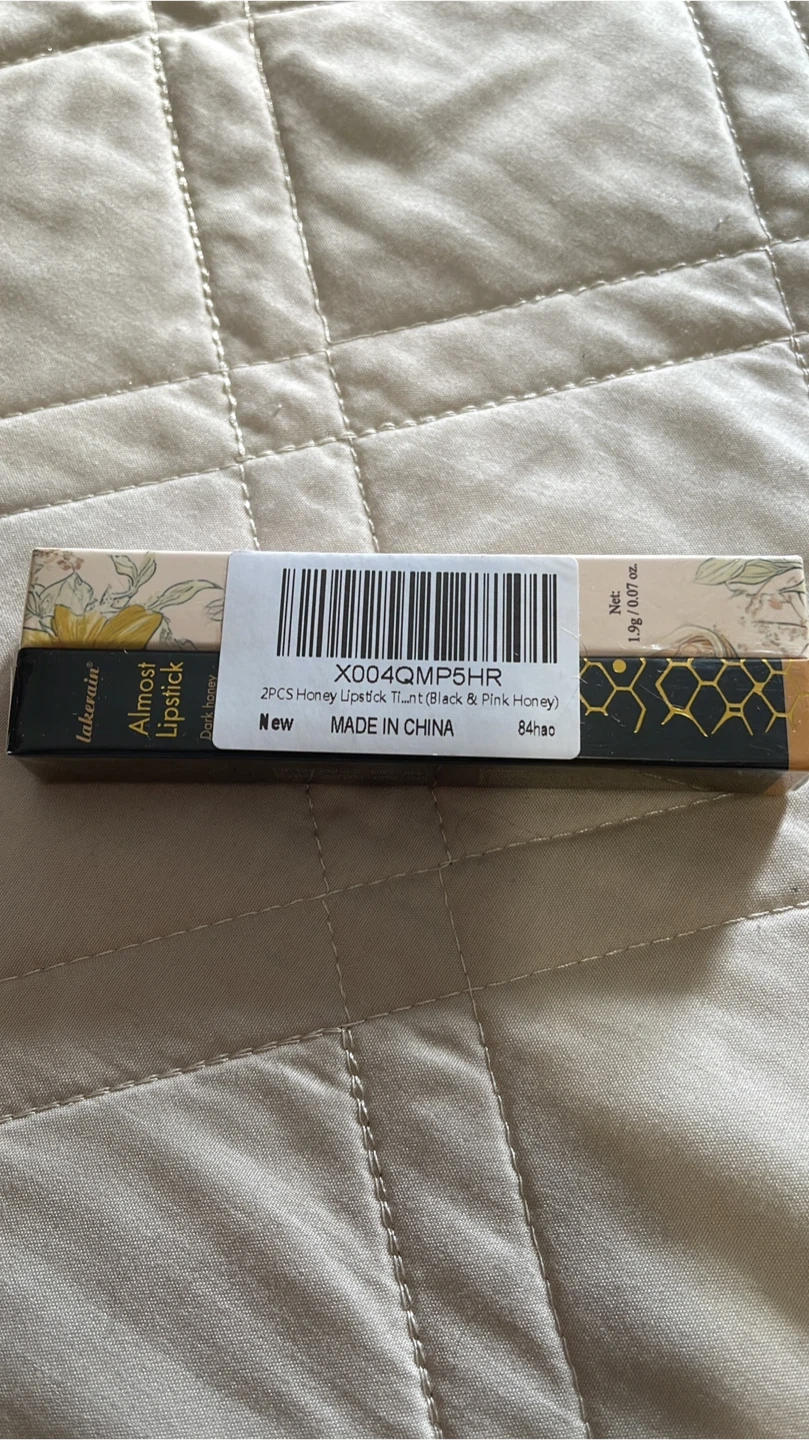 Net:
1.9g / 0.07 oz.
lakerain®
Almost
Lipstick
Dark honey
X004QMP5HR
2PCS Honey Lipstick Ti...nt (Black & Pink Honey)
New MADE IN CHINA 84hao